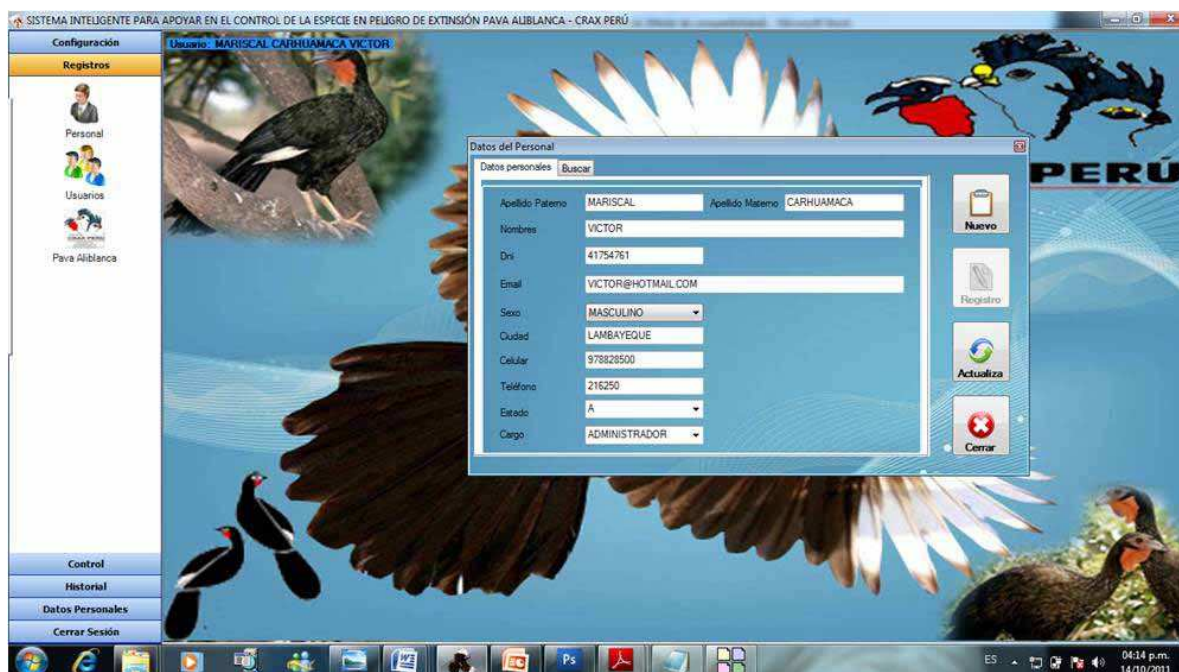 SISTEMA INTELIGENTE PARA APOYAR EN EL CONTROL DE LA ESPECIE EN PELIGRO DE EXTINSIÓN PAVA ALIBLANCA - CRAX PERÚ
Configuración
Registros
Personal
Usuarios
Pava Aliblanca
Control
Historial
Datos Personales
Cerrar Sesión
Usuario: MARISCAL CARHUAMACA VICTOR
PERÚ
Datos del Personal
Datos personales Buscar
Apellido Paterno MARISCAL Apellido Materno CARHUAMACA
Nombres VICTOR
Dni 41754761
Email VICTOR@HOTMAIL.COM
Sexo MASCULINO
Ciudad LAMBAYEQUE
Celular 978828500
Teléfono 216250
Estado A
Cargo ADMINISTRADOR
Nuevo
Registro
Actualiza
Cerrar
Ps
ES
04:14 p.m.
14/10/2011